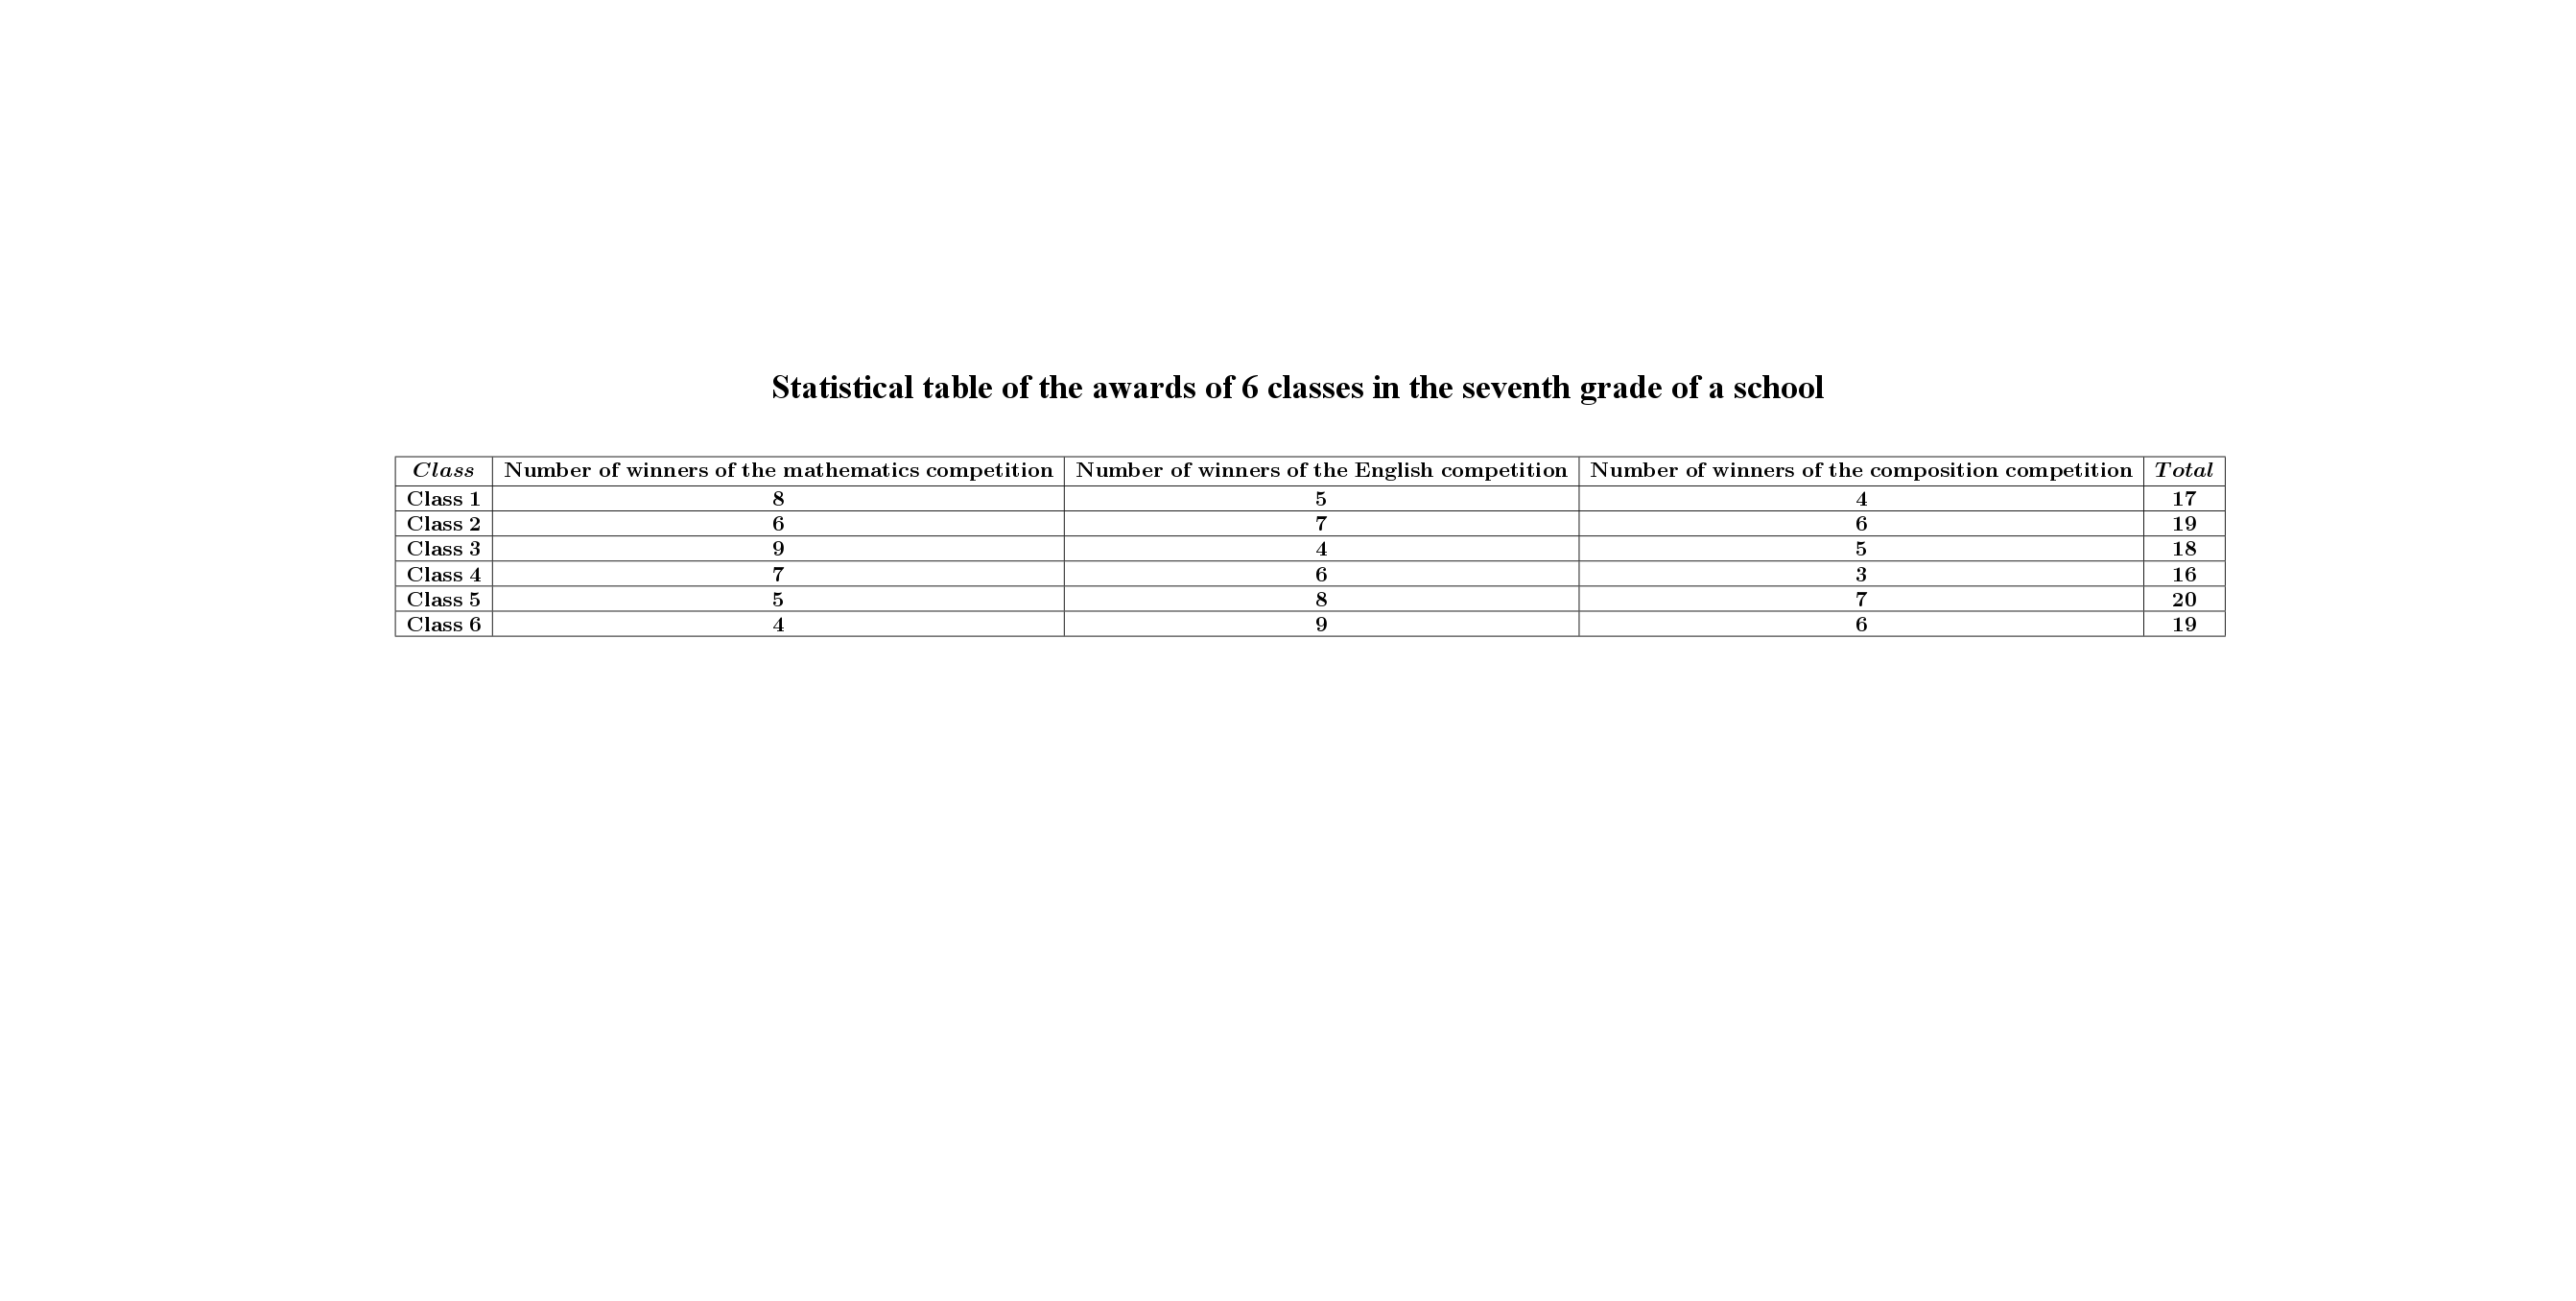 Statistical table of the awards of 6 classes in the seventh grade of a school
Class Number of winners of the mathematics competition Number of winners of the English competition Number of winners of the composition competition Total
Class 1 8 5 4 17
Class 2 6 7 6 19
Class 3 9 4 5 18
Class 4 7 6 3 16
Class 5 5 8 7 20
Class 6 4 9 6 19